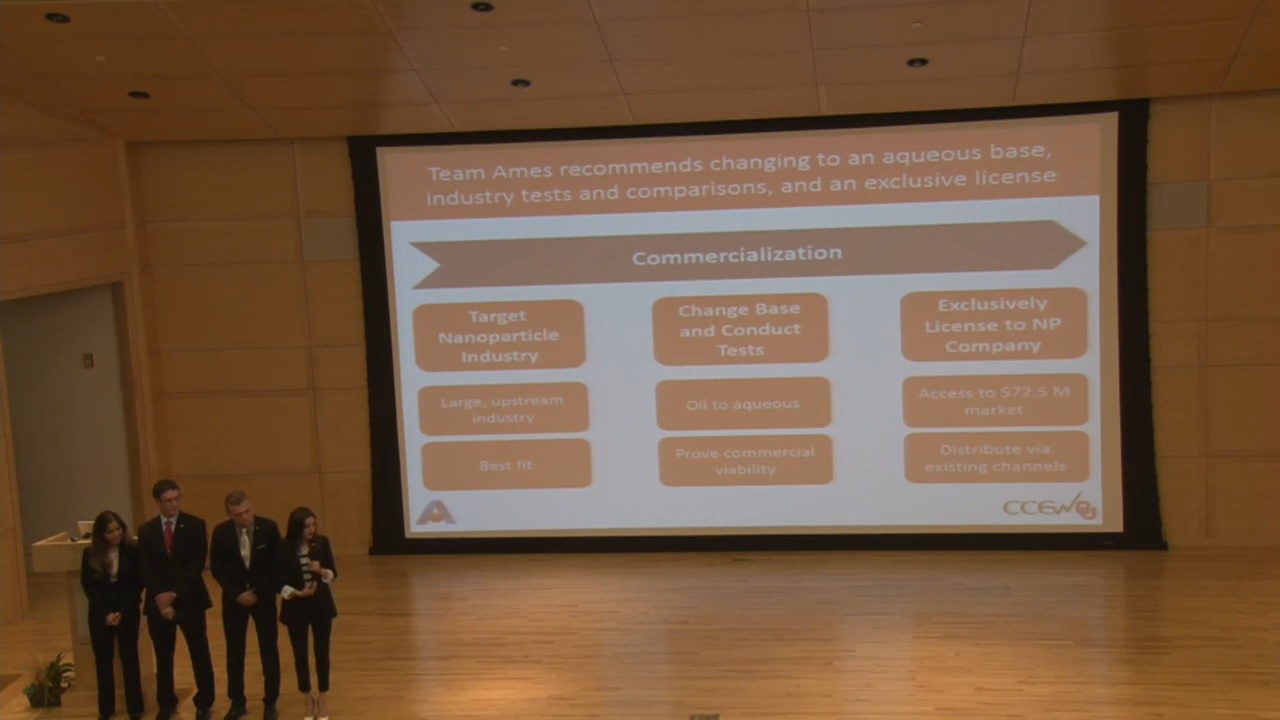 Team Ames recommends changing to an aqueous base,
industry tests and comparisons, and an exclusive license
Commercialization
Target
Nanoparticle
Industry
Change Base
and Conduct
Tests
Exclusively
License to NP
Company
Large, upstream
industry
Oil to aqueous
Access to $72.5 M
market
Best fit
Prove commercial
viability
Distribute via
existing channels
CCEW
OU